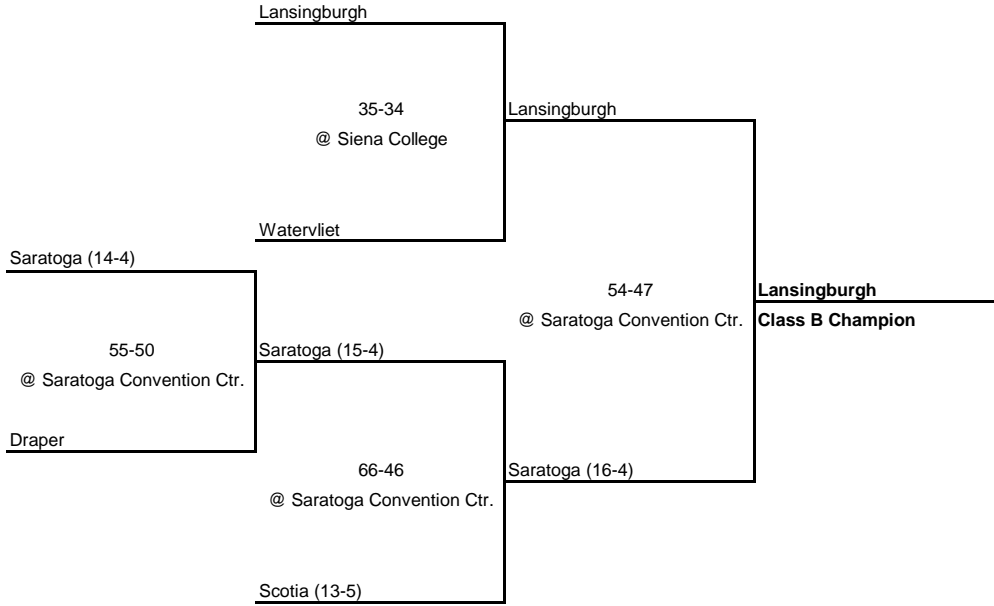 Lansingburgh
35-34
Lansingburgh
@ Siena College
Watervliet
Saratoga (14-4)
54-47
Lansingburgh
@ Saratoga Convention Ctr.
Class B Champion
55-50
Saratoga (15-4)
@ Saratoga Convention Ctr.
Draper
66-46
Saratoga (16-4)
@ Saratoga Convention Ctr.
Scotia (13-5)